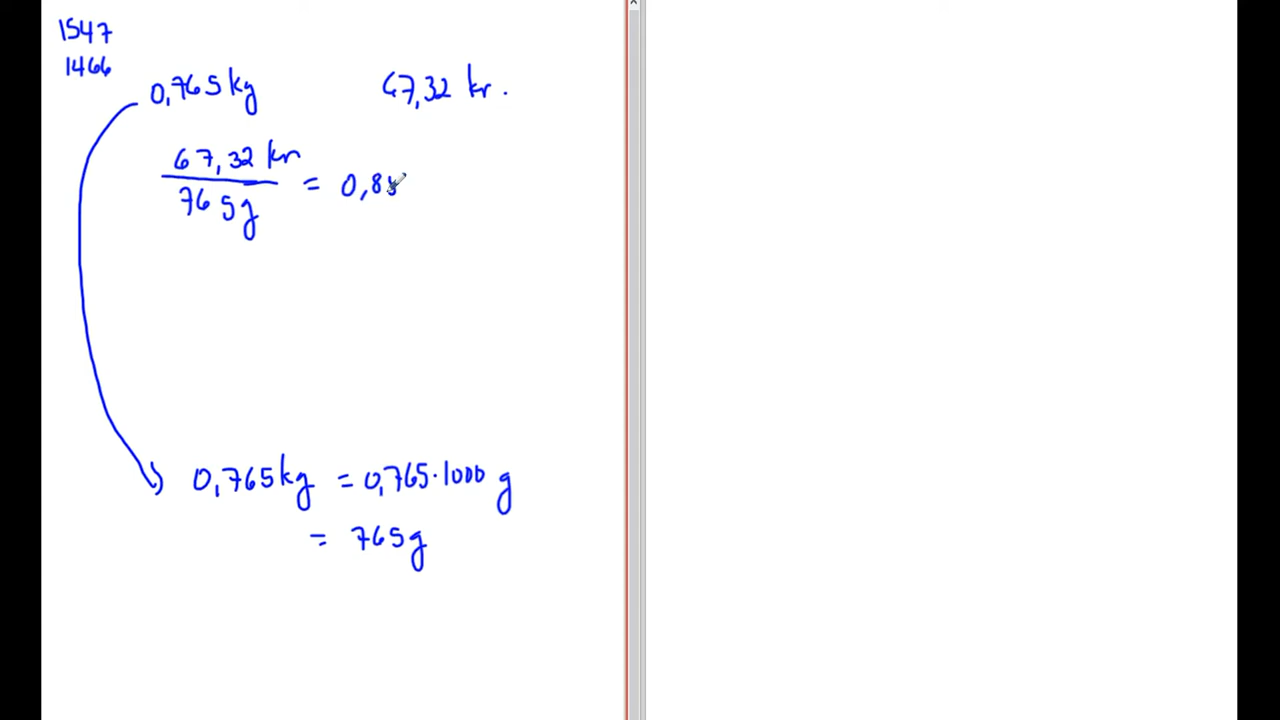 1547
1466
0,765 kg 67,32 kr.
67,32 kr
765 g
= 0,88
0,765 kg = 0,765·1000 g
= 765 g